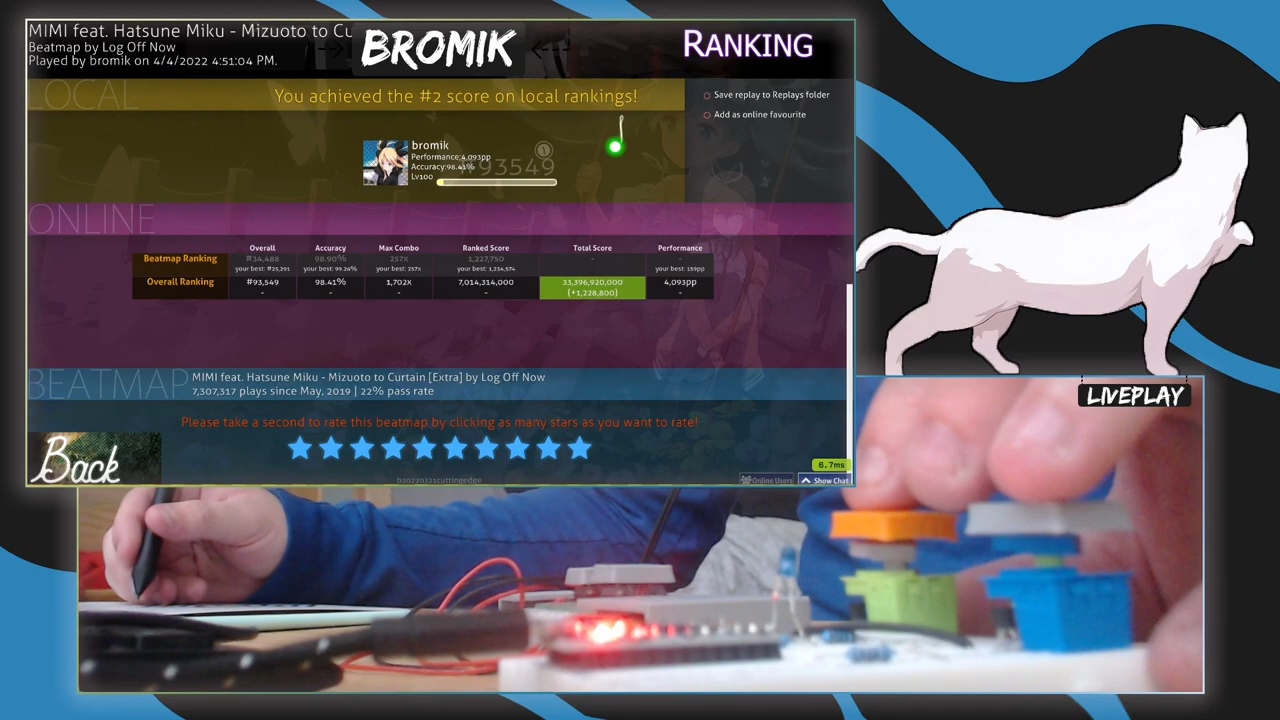 MIMI feat. Hatsune Miku - Mizuoto to Cu
BROMIK
RANKING
Beatmap by Log Off Now
Played by bromik on 4/4/2022 4:51:04 PM.
LOCAL
You achieved the #2 score on local rankings!
Save replay to Replays folder
Add as online favourite
bromik
Performance:4,093pp
Accuracy:98.41%
Lv100
1
#93549
ONLINE
Overall Accuracy Max Combo Ranked Score Total Score Performance
Beatmap Ranking #34,488 98.90% 257x 1,227,750 - -
your best: #25,291 your best: 99.26% your best: 257x your best: 1,234,574 your best: 159pp
Overall Ranking #93,549 98.41% 1,702x 7,014,314,000 33,396,920,000 4,093pp
- - - - (+1,228,800) -
BEATMAP
MIMI feat. Hatsune Miku - Mizuoto to Curtain [Extra] by Log Off Now
7,307,317 plays since May, 2019 | 22% pass rate
Please take a second to rate this beatmap by clicking as many stars as you want to rate!
Back
b20220321cuttingedge
6.7ms
Online Users
Show Chat
LIVEPLAY